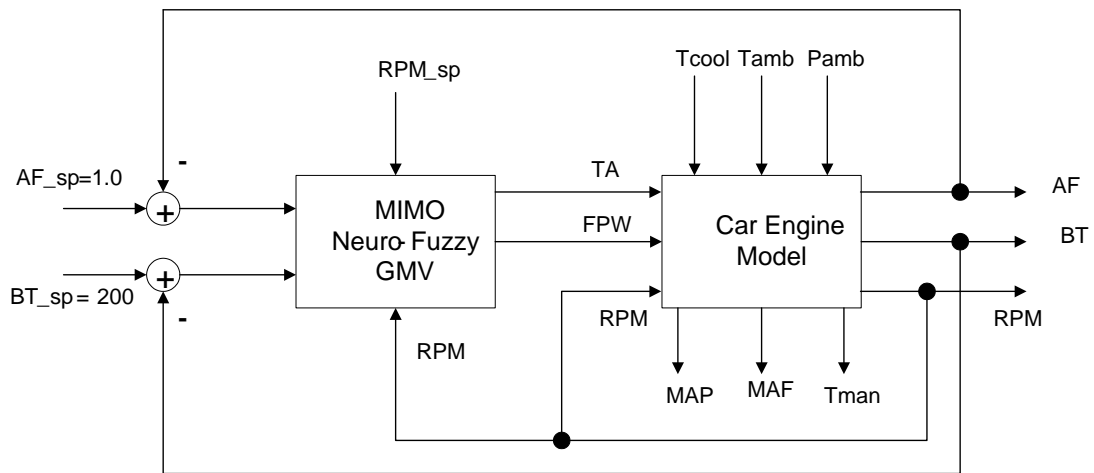 Tcool Tamb Pamb
RPM_sp
-
AF_sp=1.0
+
TA
AF
MIMO
Neuro-Fuzzy
GMV
FPW
Car Engine
Model
BT
+
BT_sp = 200
-
RPM
RPM
RPM
MAP
MAF
Tman